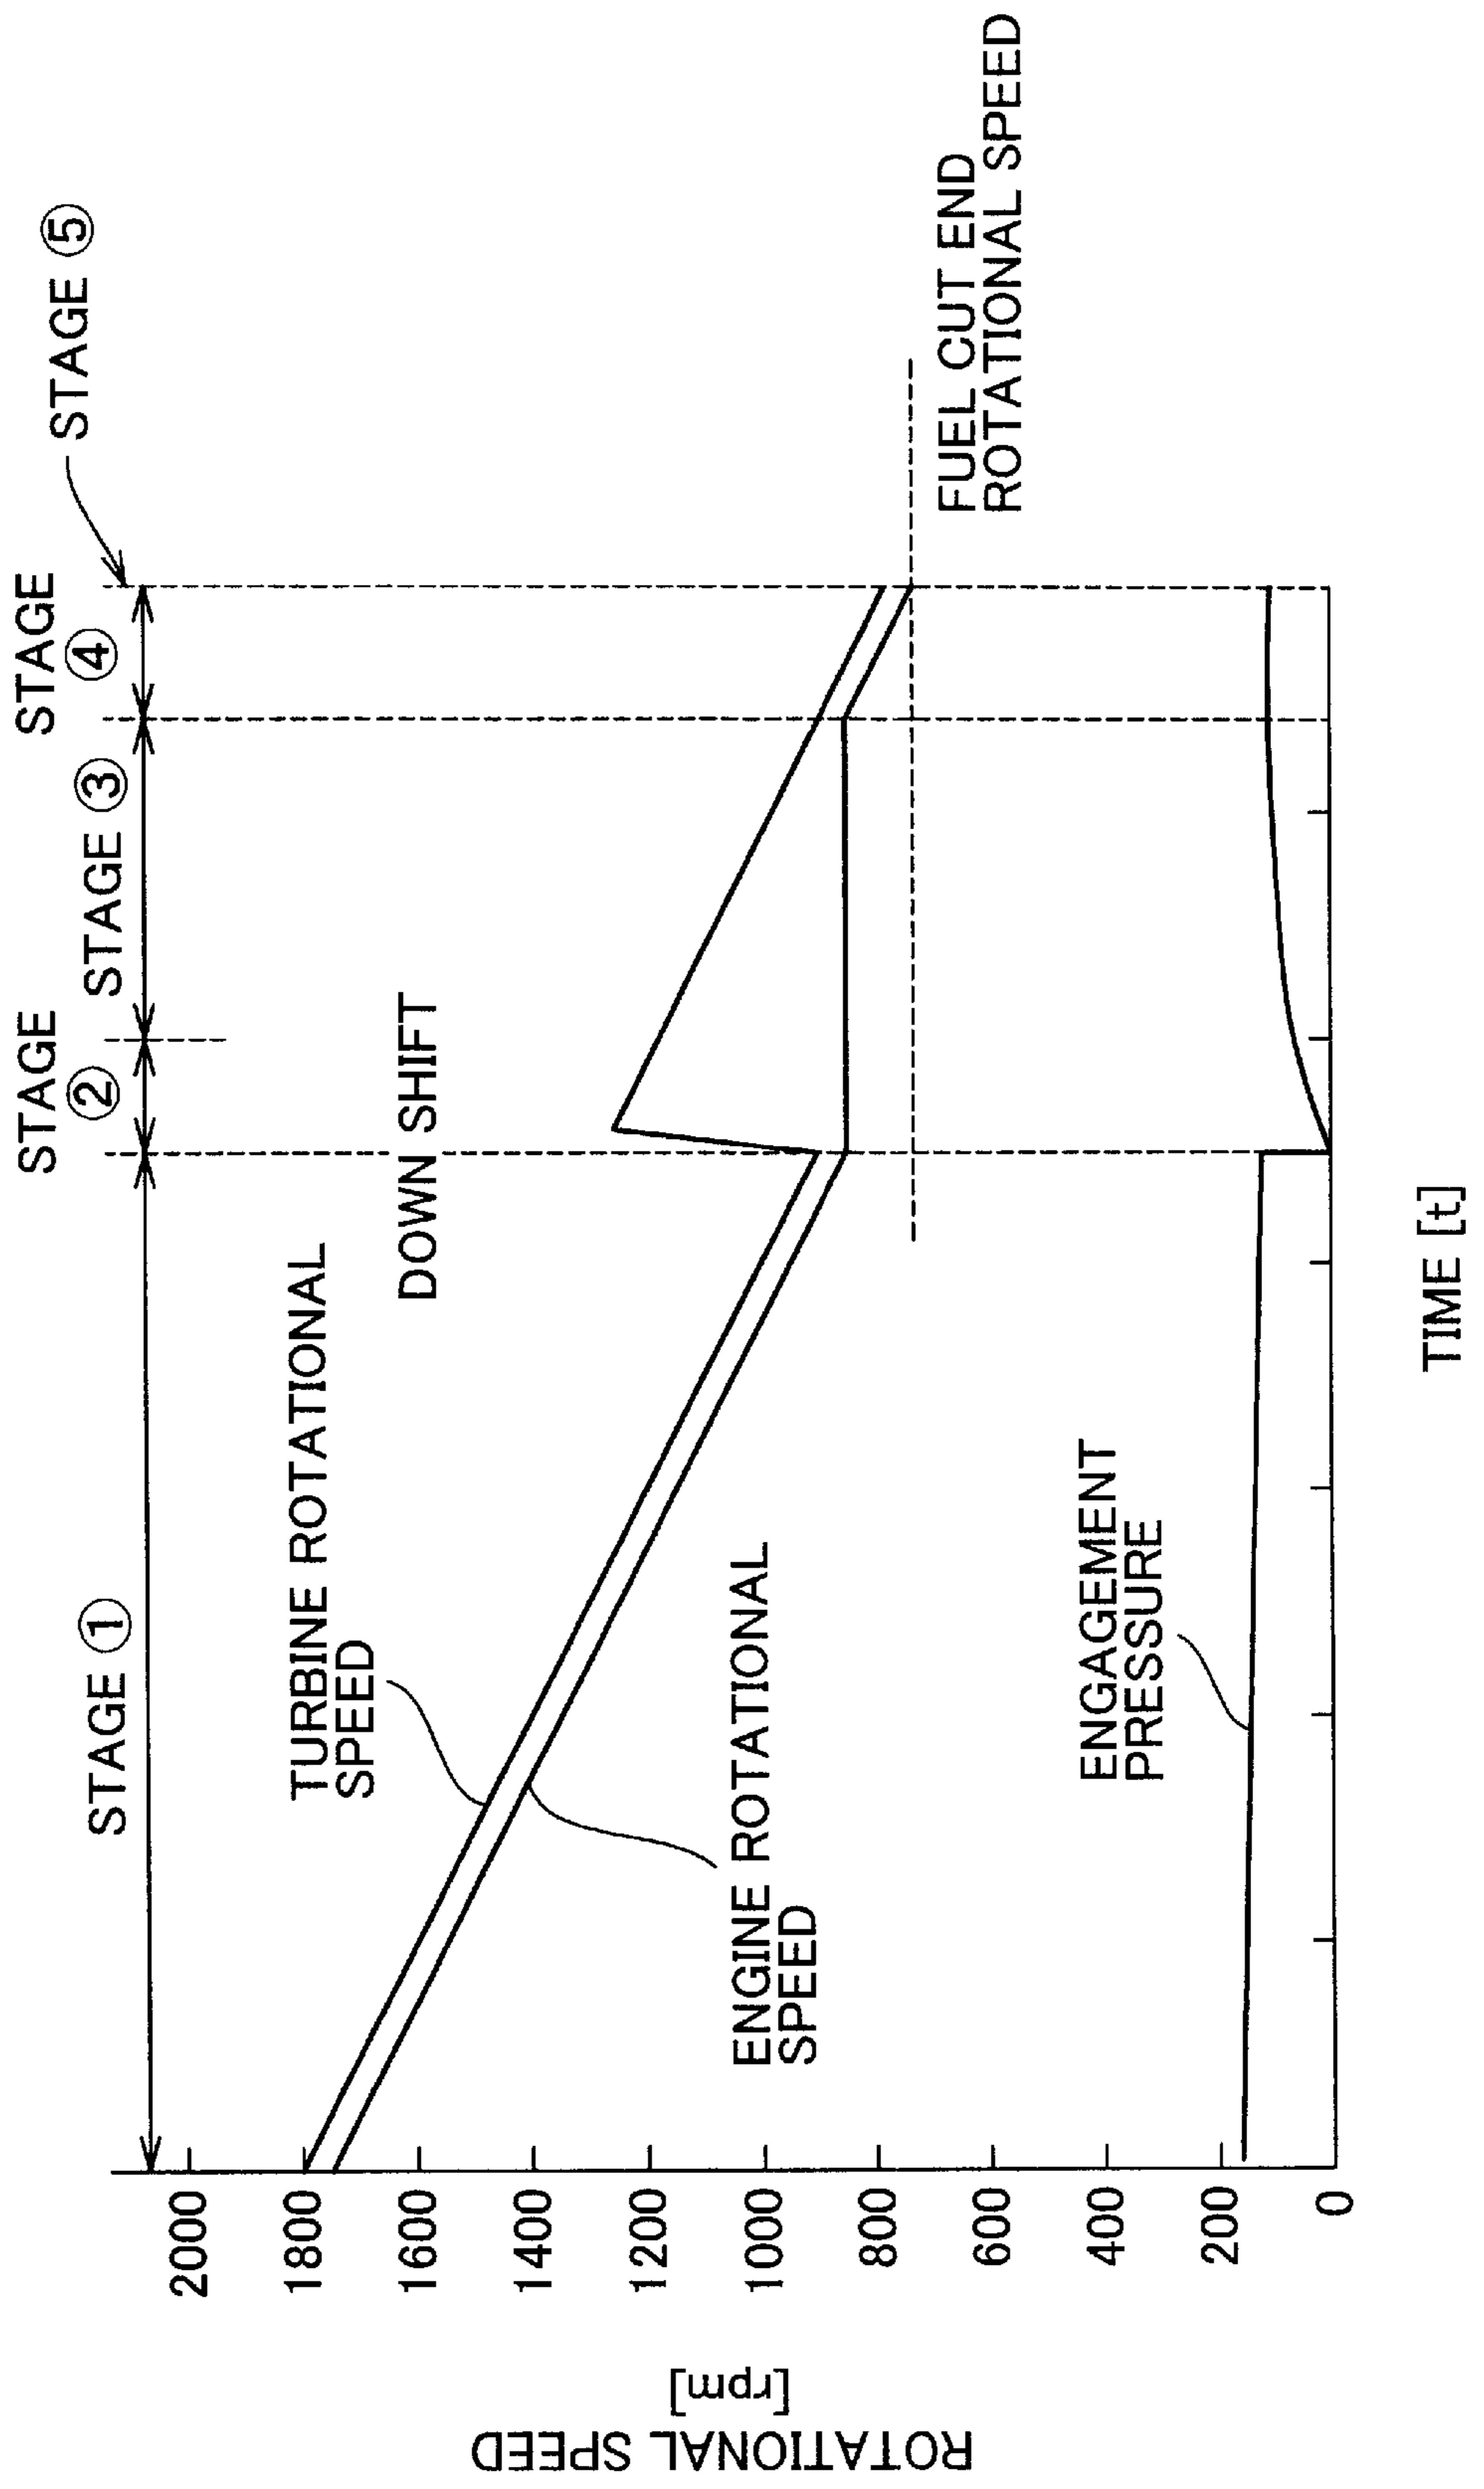 STAGE
STAGE
STAGE ①
②
STAGE ③
④
STAGE ⑤
TURBINE ROTATIONAL
SPEED
DOWN SHIFT
ENGINE ROTATIONAL
SPEED
FUEL CUT END
ROTATIONAL SPEED
ENGAGEMENT
PRESSURE
2000
1800
1600
1400
1200
1000
800
600
400
200
0
ROTATIONAL SPEED
[rpm]
TIME [t]